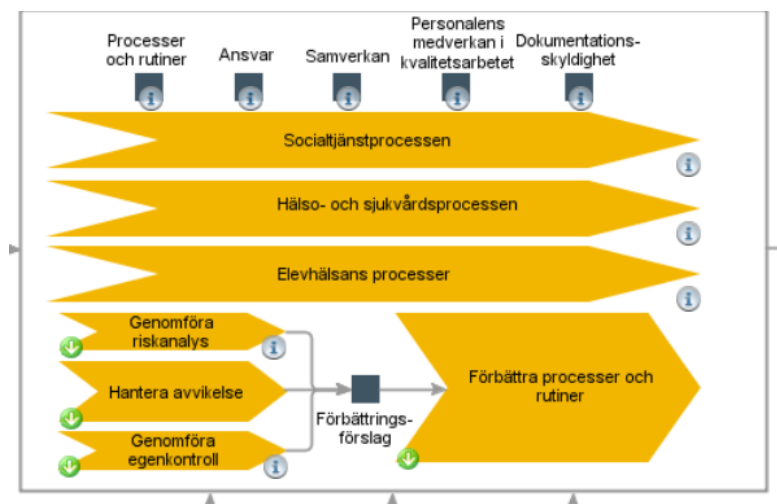 Processer
och rutiner
Ansvar
Samverkan
Personalens
medverkan i
kvalitetsarbetet
Dokumentations-
skyldighet
Socialtjänstprocessen
Hälso- och sjukvårdsprocessen
Elevhälsans processer
Genomföra
riskanalys
Hantera avvikelse
Genomföra
egenkontroll
Förbättrings-
förslag
Förbättra processer och
rutiner